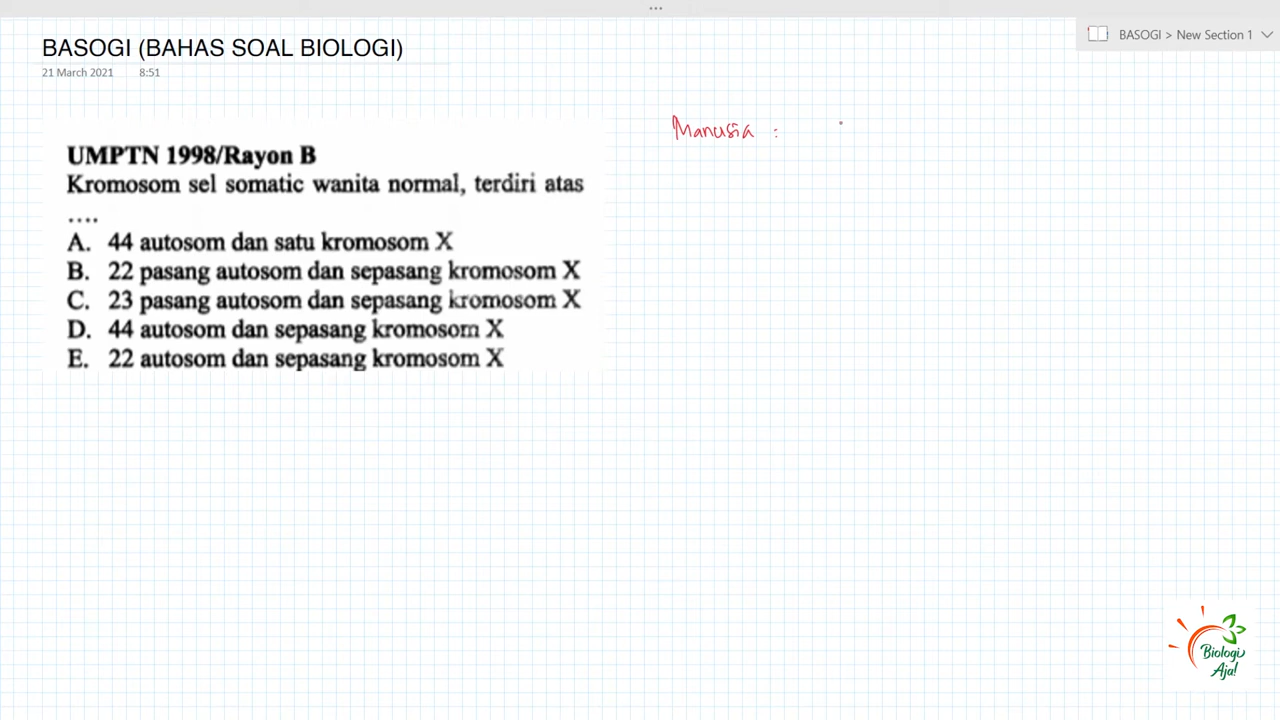 BASOGI (BAHAS SOAL BIOLOGI)
21 March 2021 8:51
BASOGI > New Section 1
Manusia :
UMPTN 1998/Rayon B
Kromosom sel somatic wanita normal, terdiri atas
....
A. 44 autosom dan satu kromosom X
B. 22 pasang autosom dan sepasang kromosom X
C. 23 pasang autosom dan sepasang kromosom X
D. 44 autosom dan sepasang kromosom X
E. 22 autosom dan sepasang kromosom X
Biologi
Aja!